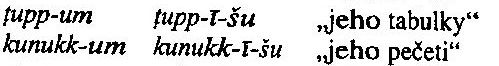 ṭupp-um ṭupp-ī-šu „jeho tabulky“
kunukk-um kunukk-ī-šu „jeho pečeti“